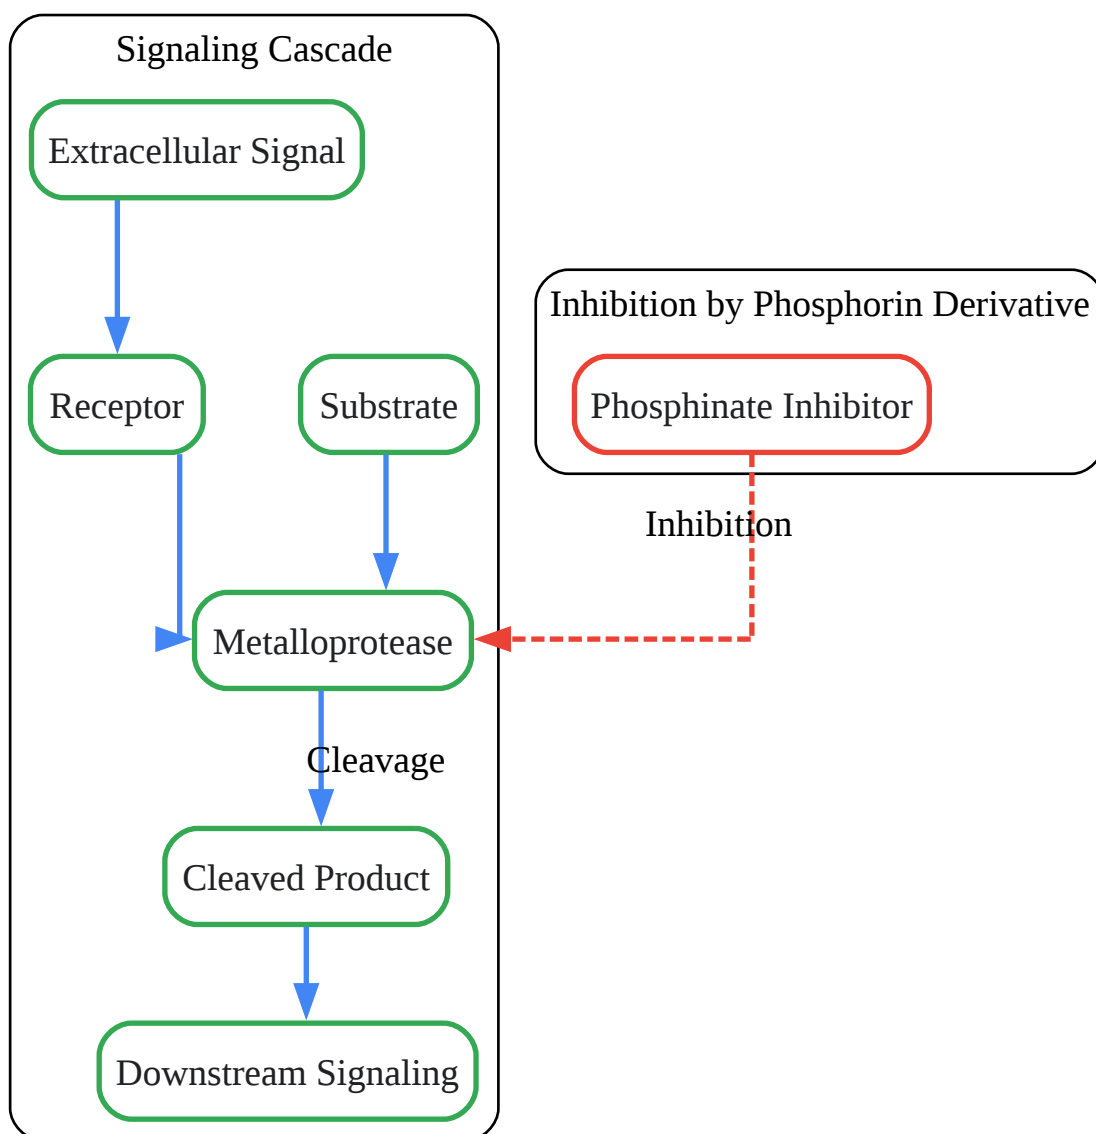 Signaling Cascade
Extracellular Signal
Inhibition by Phosphorin Derivative
Receptor
Substrate
Phosphinate Inhibitor
Inhibition
Metalloprotease
Cleavage
Cleaved Product
Downstream Signaling